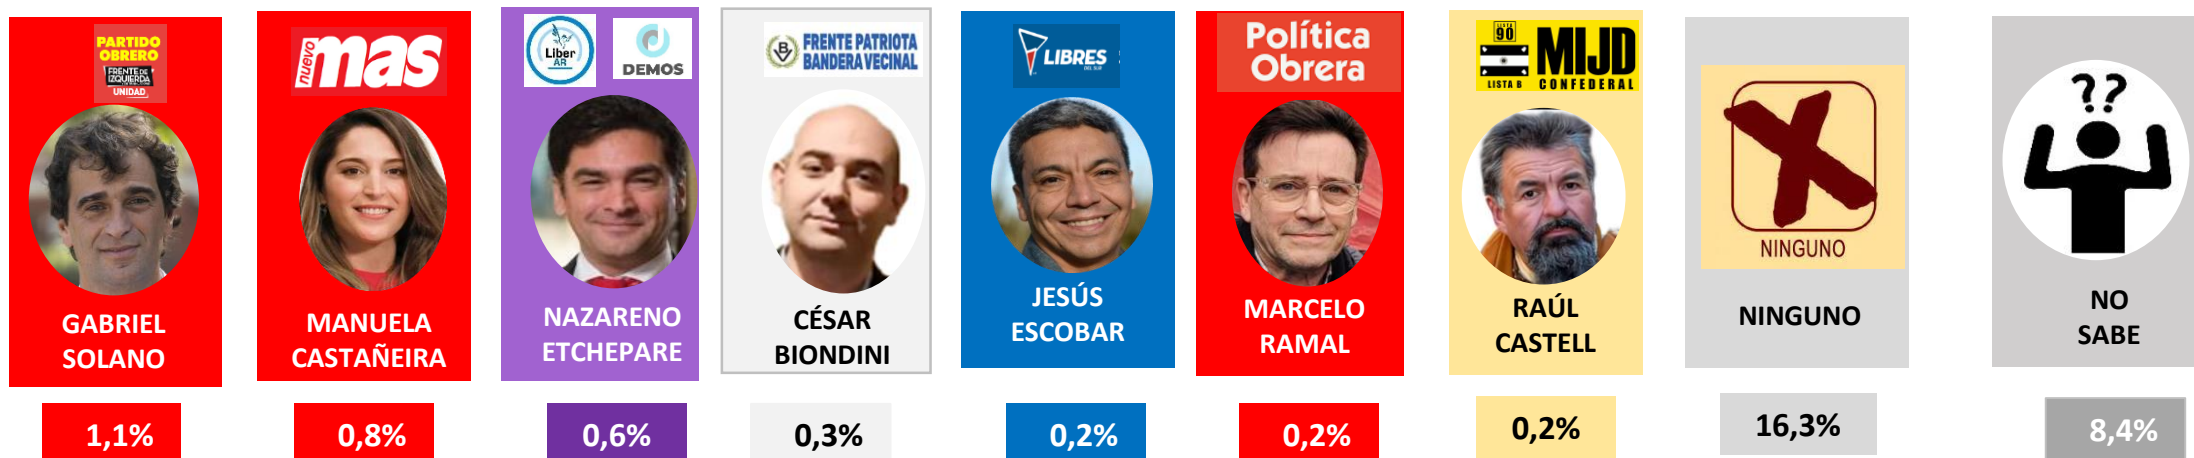 PARTIDO
OBRERO
FRENTE DE
IZQUIERDA
UNIDAD
GABRIEL
SOLANO
1,1%
nuevo
mas
MANUELA
CASTAÑEIRA
0,8%
Liber
AR
DEMOS
NAZARENO
ETCHEPARE
0,6%
B
V
FRENTE PATRIOTA
BANDERA VECINAL
CÉSAR
BIONDINI
0,3%
LIBRES
DEL SUR
JESÚS
ESCOBAR
0,2%
Política
Obrera
MARCELO
RAMAL
0,2%
LISTA
90
MIJD
LISTA B CONFEDERAL
RAÚL
CASTELL
0,2%
NINGUNO
NINGUNO
16,3%
??
NO
SABE
8,4%